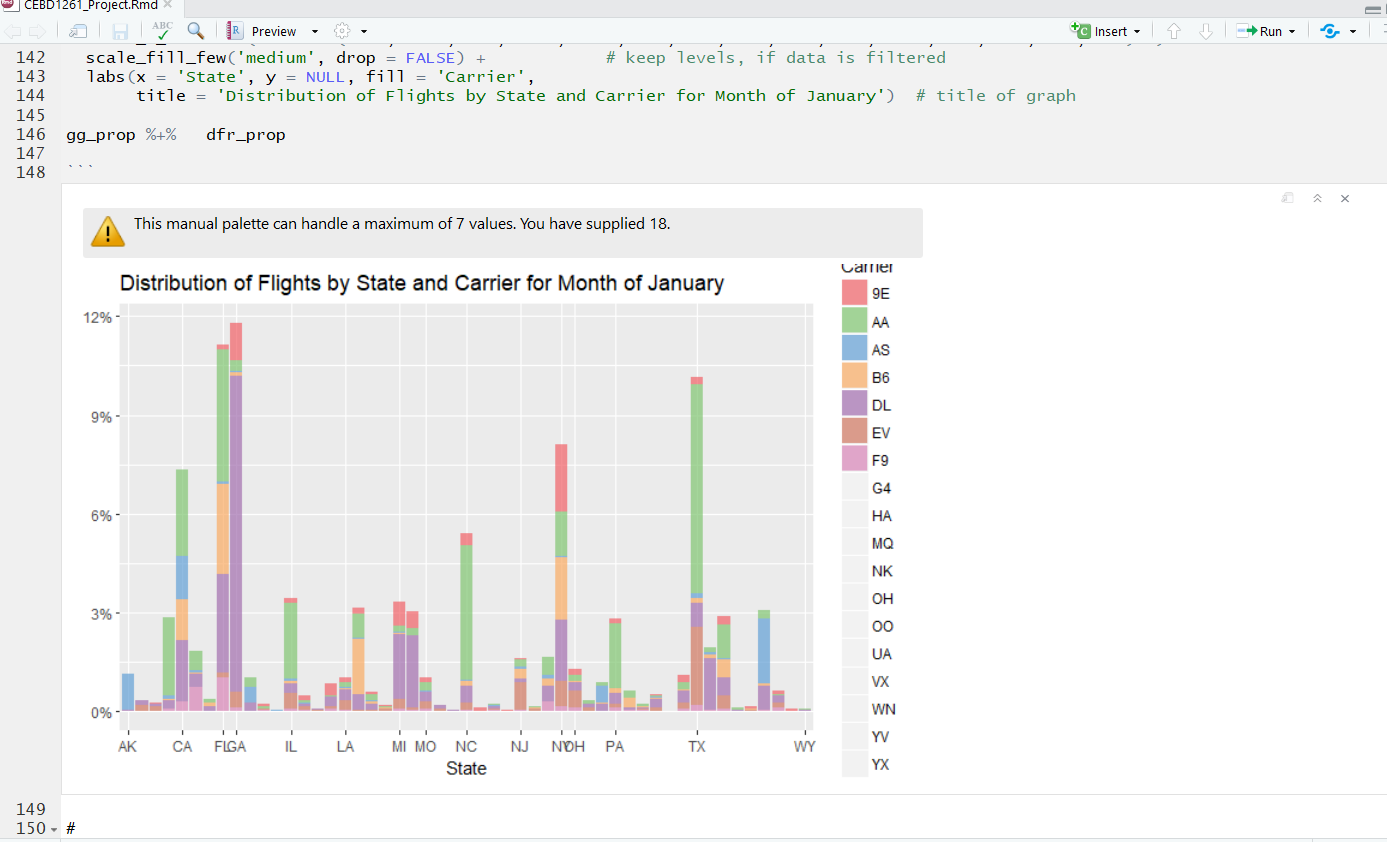 CEBD1261_Project.Rmd
ABC
Preview
Insert
Run
142 scale_fill_few('medium', drop = FALSE) + # keep levels, if data is filtered
143 labs(x = 'State', y = NULL, fill = 'Carrier',
144 title = 'Distribution of Flights by State and Carrier for Month of January') # title of graph
145
146 gg_prop %+% dfr_prop
147
148 ```
This manual palette can handle a maximum of 7 values. You have supplied 18.
Distribution of Flights by State and Carrier for Month of January
12%
9%
6%
3%
0%
AK CA FL GA IL LA MI MO NC NJ NY OH PA TX WY
State
Carrier
9E
AA
AS
B6
DL
EV
F9
G4
HA
MQ
NK
OH
OO
UA
VX
WN
YV
YX
149
150 #